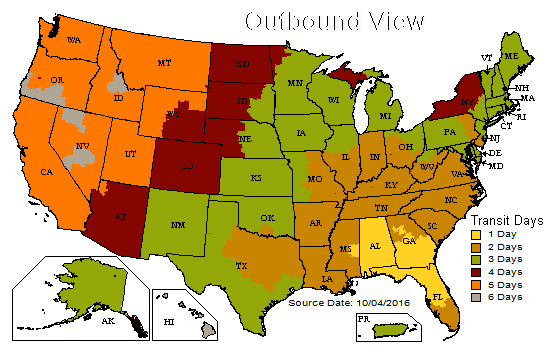 Outbound View
WA
MT
ND
MN
VT
ME
OR
ID
WY
SD
WI
MI
NY
NH
MA
RI
CT
NV
UT
CO
NE
IA
IL
IN
OH
PA
NJ
DE
MD
CA
KS
MO
KY
WV
VA
AZ
NM
OK
AR
TN
NC
SC
TX
LA
MS
AL
GA
FL
AK
HI
PR
Transit Days
1 Day
2 Days
3 Days
4 Days
5 Days
6 Days
Source Date: 10/04/2016